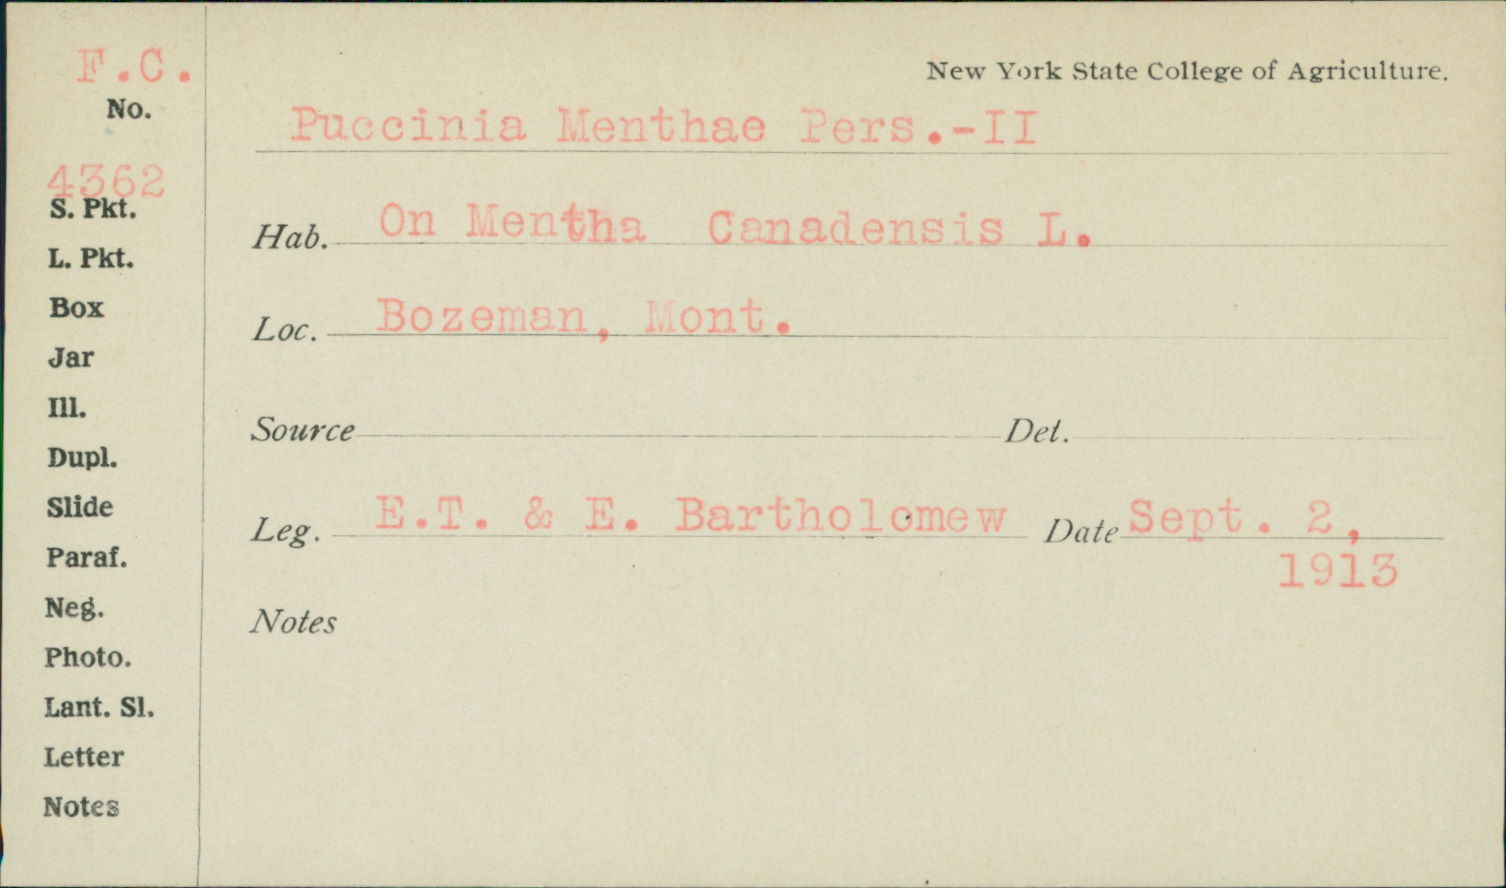 F.C.
No.
4362
S. Pkt.
L. Pkt.
Box
Jar
Ill.
Dupl.
Slide
Paraf.
Neg.
Photo.
Lant. Sl.
Letter
Notes
New York State College of Agriculture.
Puccinia Menthae Pers.-II
Hab. On Mentha Canadensis L.
Loc. Bozeman, Mont.
Source Det.
Leg. E.T. & E. Bartholomew Date Sept. 2,
1913
Notes